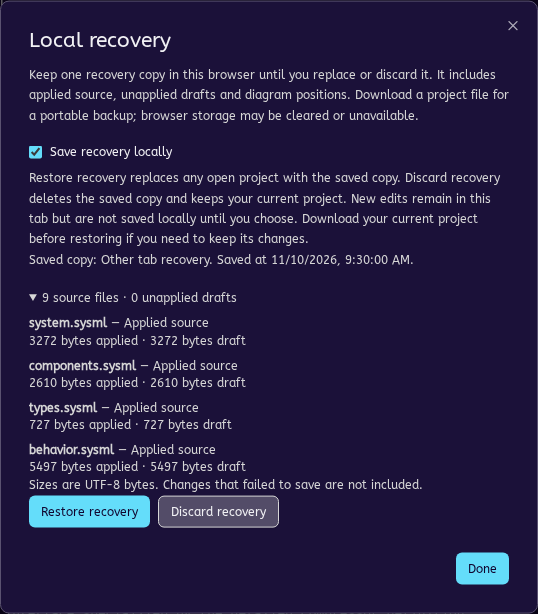 Local recovery
Keep one recovery copy in this browser until you replace or discard it. It includes
applied source, unapplied drafts and diagram positions. Download a project file for
a portable backup; browser storage may be cleared or unavailable.
Save recovery locally
Restore recovery replaces any open project with the saved copy. Discard recovery
deletes the saved copy and keeps your current project. New edits remain in this
tab but are not saved locally until you choose. Download your current project
before restoring if you need to keep its changes.
Saved copy: Other tab recovery. Saved at 11/10/2026, 9:30:00 AM.
▼ 9 source files · 0 unapplied drafts
system.sysml — Applied source
3272 bytes applied · 3272 bytes draft
components.sysml — Applied source
2610 bytes applied · 2610 bytes draft
types.sysml — Applied source
727 bytes applied · 727 bytes draft
behavior.sysml — Applied source
5497 bytes applied · 5497 bytes draft
Sizes are UTF-8 bytes. Changes that failed to save are not included.
Restore recovery
Discard recovery
Done